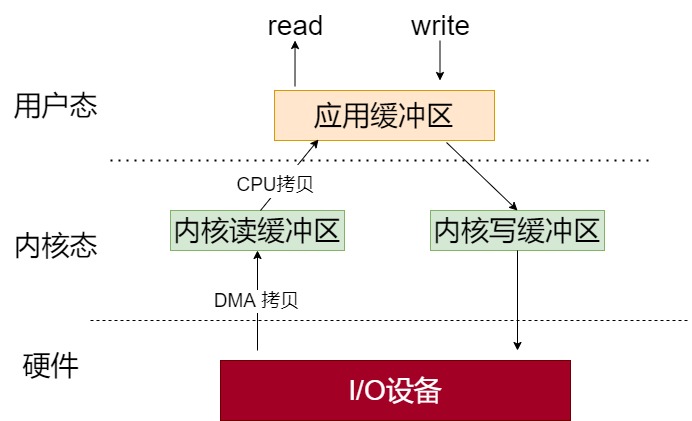 read
write
用户态
应用缓冲区
CPU拷贝
内核态
内核读缓冲区
内核写缓冲区
DMA 拷贝
硬件
I/O设备